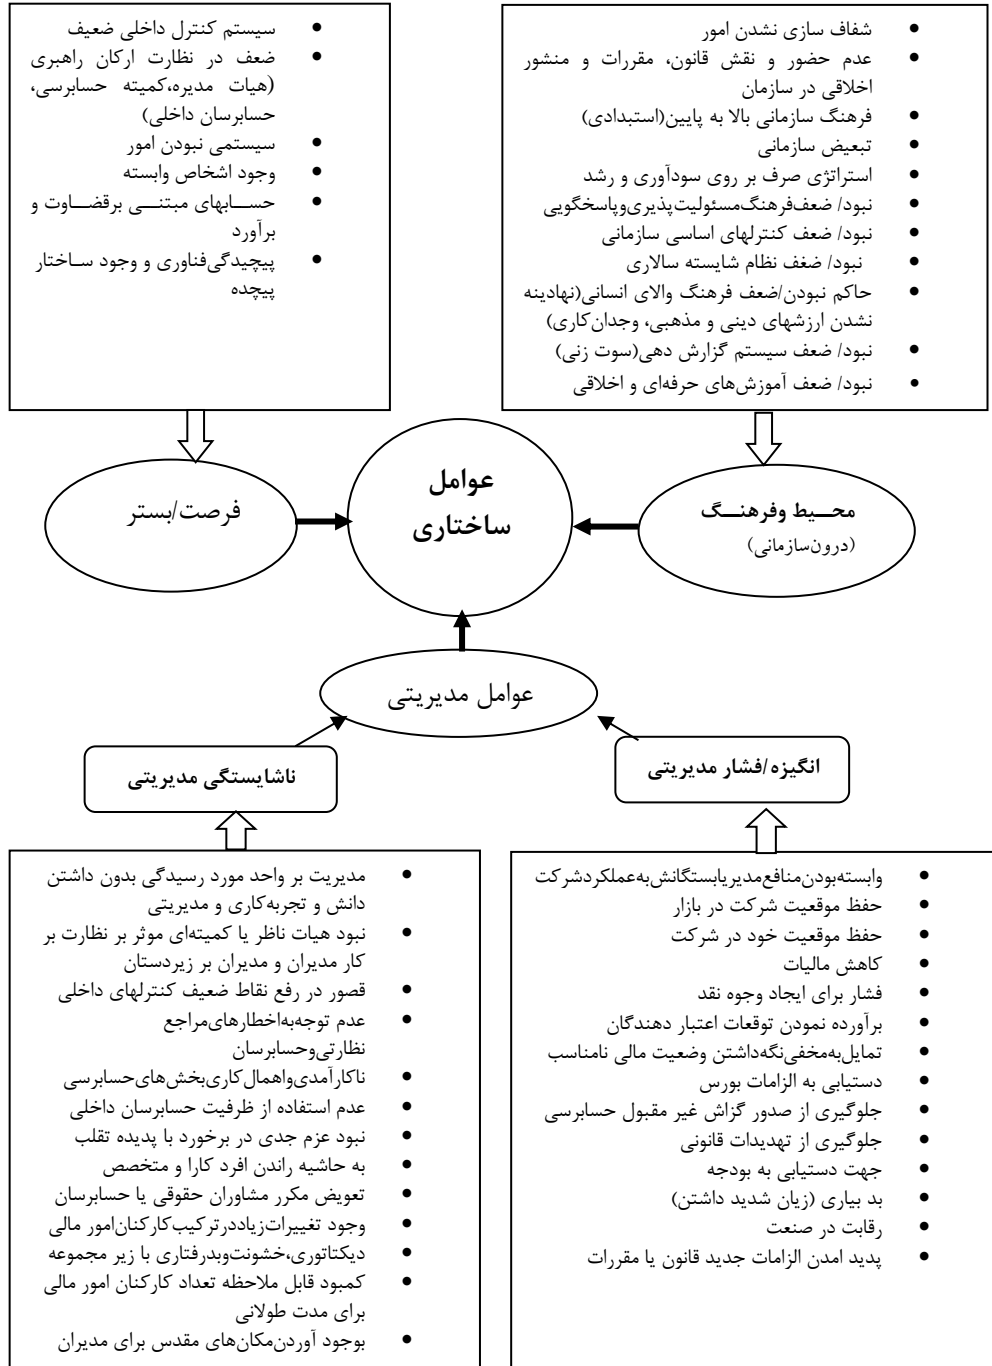 شفاف سازی نشدن امور
عدم حضور و نقش قانون، مقررات و منشور
اخلاقی در سازمان
فرهنگ سازمانی بالا به پایین(استبدادی)
تبعیض سازمانی
استراتژی صرف بر روی سودآوری و رشد
نبود/ ضعف‌فرهنگ‌مسئولیت‌پذیری‌وپاسخگویی
نبود/ ضعف کنترلهای اساسی سازمانی
نبود/ ضغف نظام شایسته سالاری
حاکم نبودن/ضعف فرهنگ والای انسانی(نهادینه
نشدن ارزشهای دینی و مذهبی، وجدان‌کاری)
نبود/ ضعف سیستم گزارش دهی(سوت زنی)
نبود/ ضعف آموزش‌های حرفه‌ای و اخلاقی
سیستم کنترل داخلی ضعیف
ضعف در نظارت ارکان راهبری
(هیات مدیره،کمیته حسابرسی،
حسابرسان داخلی)
سیستمی نبودن امور
وجود اشخاص وابسته
حسابهای مبتنی برقضاوت و
برآورد
پیچیدگی‌فناوری و وجود ساختار
پیچده
محیط وفرهنگ
(درون‌سازمانی)
عوامل
ساختاری
فرصت/بستر
عوامل مدیریتی
انگیزه/فشار مدیریتی
ناشایستگی مدیریتی
وابسته‌بودن‌منافع‌مدیریابستگانش‌به‌عملکردشرکت
حفظ موقعیت شرکت در بازار
حفظ موقعیت خود در شرکت
کاهش مالیات
فشار برای ایجاد وجوه نقد
برآورده نمودن توقعات اعتبار دهندگان
تمایل‌به‌مخفی‌نگه‌داشتن وضعیت مالی نامناسب
دستیابی به الزامات بورس
جلوگیری از صدور گزاش غیر مقبول حسابرسی
جلوگیری از تهدیدات قانونی
جهت دستیابی به بودجه
بد بیاری (زیان شدید داشتن)
رقابت در صنعت
پدید امدن الزامات جدید قانون یا مقررات
مدیریت بر واحد مورد رسیدگی بدون داشتن
دانش و تجربه‌کاری و مدیریتی
نبود هیات ناظر یا کمیته‌ای موثر بر نظارت بر
کار مدیران و مدیران بر زیردستان
قصور در رفع نقاط ضعیف کنترلهای داخلی
عدم توجه‌به‌اخطارهای‌مراجع
نظارتی‌وحسابرسان
ناکارآمدی‌واهمال‌کاری‌بخش‌های‌حسابرسی
عدم استفاده از ظرفیت حسابرسان داخلی
نبود عزم جدی در برخورد با پدیده تقلب
به حاشیه راندن افرد کارا و متخصص
تعویض مکرر مشاوران حقوقی یا حسابرسان
وجود تغییرات‌زیاددرترکیب‌کارکنان‌امور مالی
دیکتاتوری،خشونت‌وبدرفتاری با زیر مجموعه
کمبود قابل ملاحظه تعداد کارکنان امور مالی
برای مدت طولانی
بوجود آوردن‌مکان‌های مقدس برای مدیران